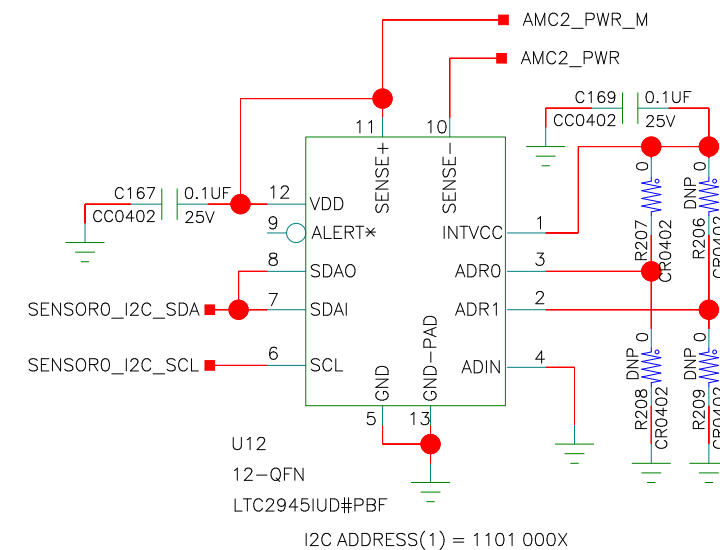 AMC2_PWR_M
AMC2_PWR
C169 0.1UF
CC0402 25V
11 10
SENSE+ SENSE-
0
DNP 0
R207
CR0402
R206
CR0402
C167 0.1UF
CC0402 25V
12 VDD
9 ALERT*
8 SDAO
7 SDAI
6 SCL
INTVCC 1
ADR0 3
ADR1 2
ADIN 4
SENSOR0_I2C_SDA
SENSOR0_I2C_SCL
GND GND-PAD
5 13
DNP 0
R208
CR0402
DNP 0
R209
CR0402
U12
12-QFN
LTC2945IUD#PBF
I2C ADDRESS(1) = 1101 000X